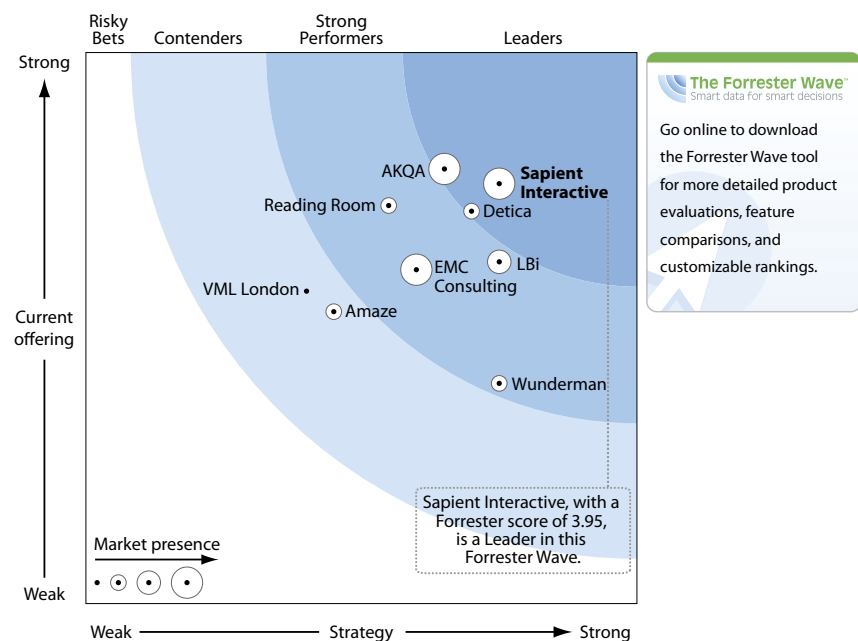 Risky
Bets
Contenders
Strong
Performers
Leaders
Strong
Current
offering
Weak
AKQA
Sapient
Interactive
Reading Room
Detica
EMC
Consulting
LBi
VML London
Amaze
Wunderman
Sapient Interactive, with a
Forrester score of 3.95,
is a Leader in this
Forrester Wave.
Market presence
Weak
Strategy
Strong
The Forrester Wave™
Smart data for smart decisions
Go online to download
the Forrester Wave tool
for more detailed product
evaluations, feature
comparisons, and
customizable rankings.